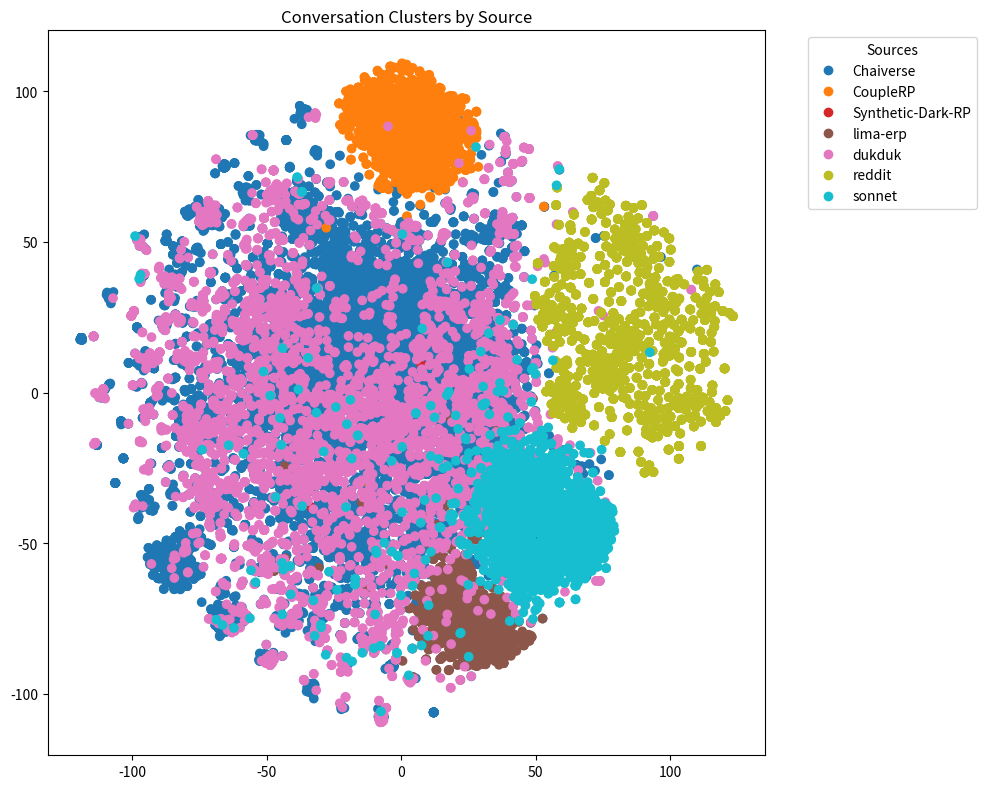 Conversation Clusters by Source
100
50
0
-50
-100
-100
-50
0
50
100
Sources
Chaiverse
CoupleRP
Synthetic-Dark-RP
lima-erp
dukduk
reddit
sonnet